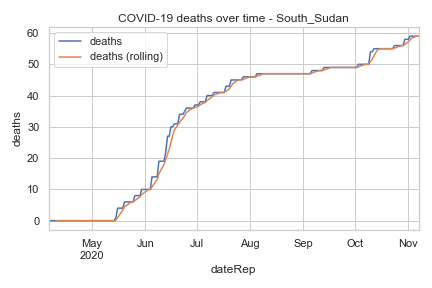 COVID-19 deaths over time - South_Sudan
deaths
deaths (rolling)
deaths
60
50
40
30
20
10
0
May Jun Jul Aug Sep Oct Nov
2020
dateRep